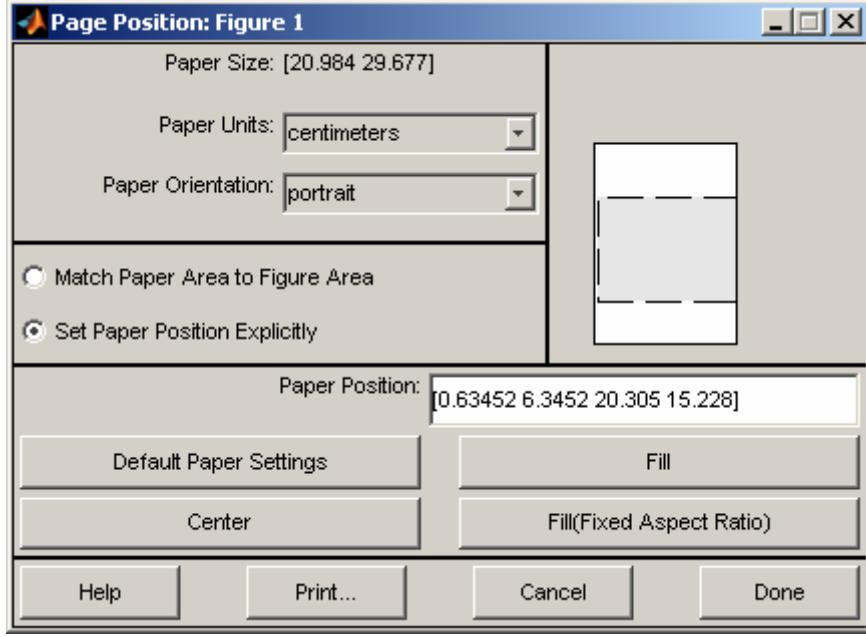 Page Position: Figure 1
Paper Size: [20.984 29.677]
Paper Units: centimeters
Paper Orientation: portrait
Match Paper Area to Figure Area
Set Paper Position Explicitly
Paper Position: [0.63452 6.3452 20.305 15.228]
Default Paper Settings Fill
Center Fill(Fixed Aspect Ratio)
Help Print... Cancel Done